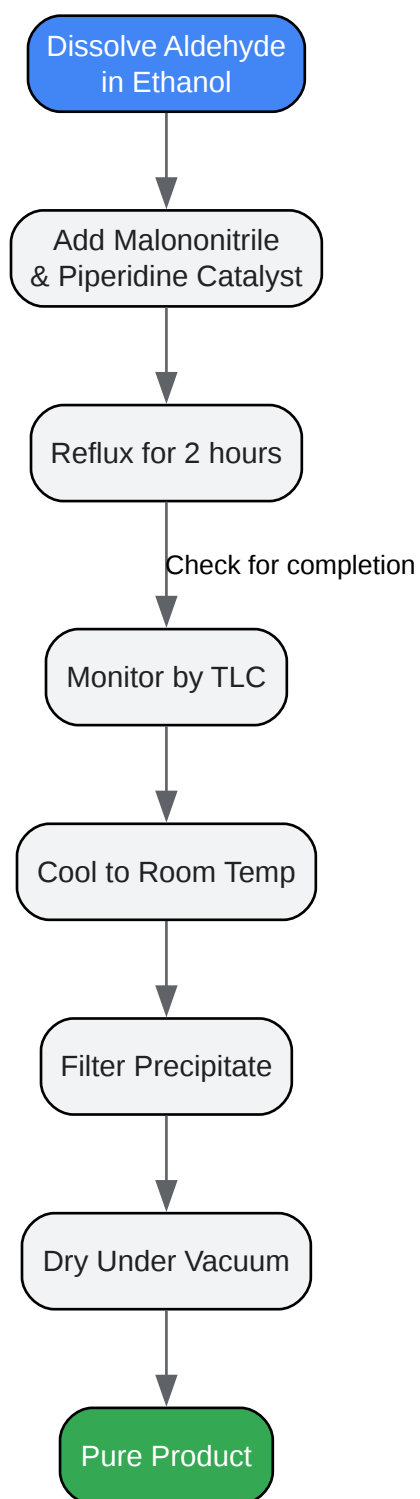 Dissolve Aldehyde
in Ethanol
Add Malononitrile
& Piperidine Catalyst
Reflux for 2 hours
Check for completion
Monitor by TLC
Cool to Room Temp
Filter Precipitate
Dry Under Vacuum
Pure Product